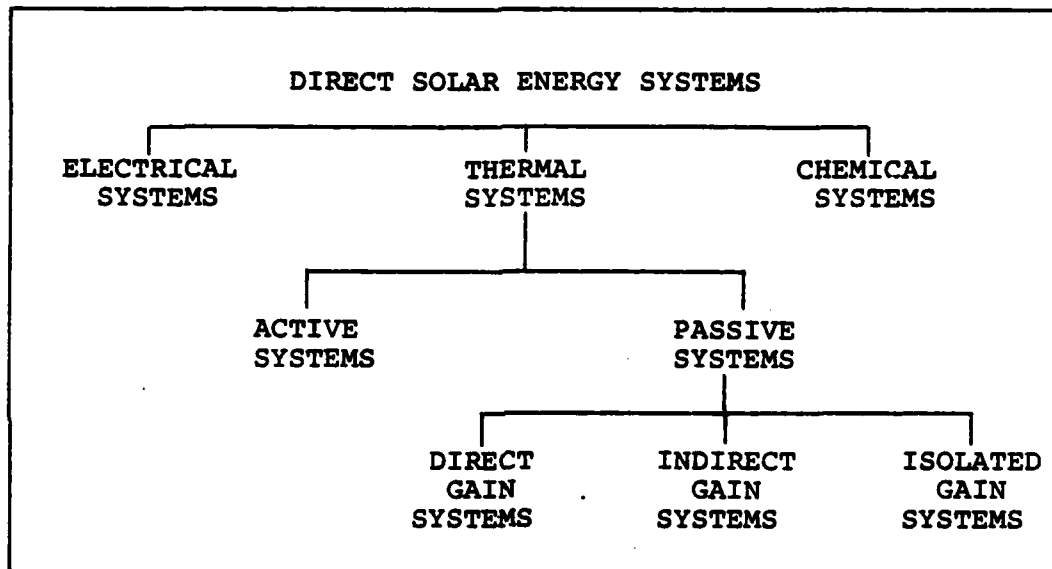 DIRECT SOLAR ENERGY SYSTEMS
ELECTRICAL SYSTEMS
THERMAL SYSTEMS
CHEMICAL SYSTEMS
ACTIVE SYSTEMS
PASSIVE SYSTEMS
DIRECT GAIN SYSTEMS
INDIRECT GAIN SYSTEMS
ISOLATED GAIN SYSTEMS